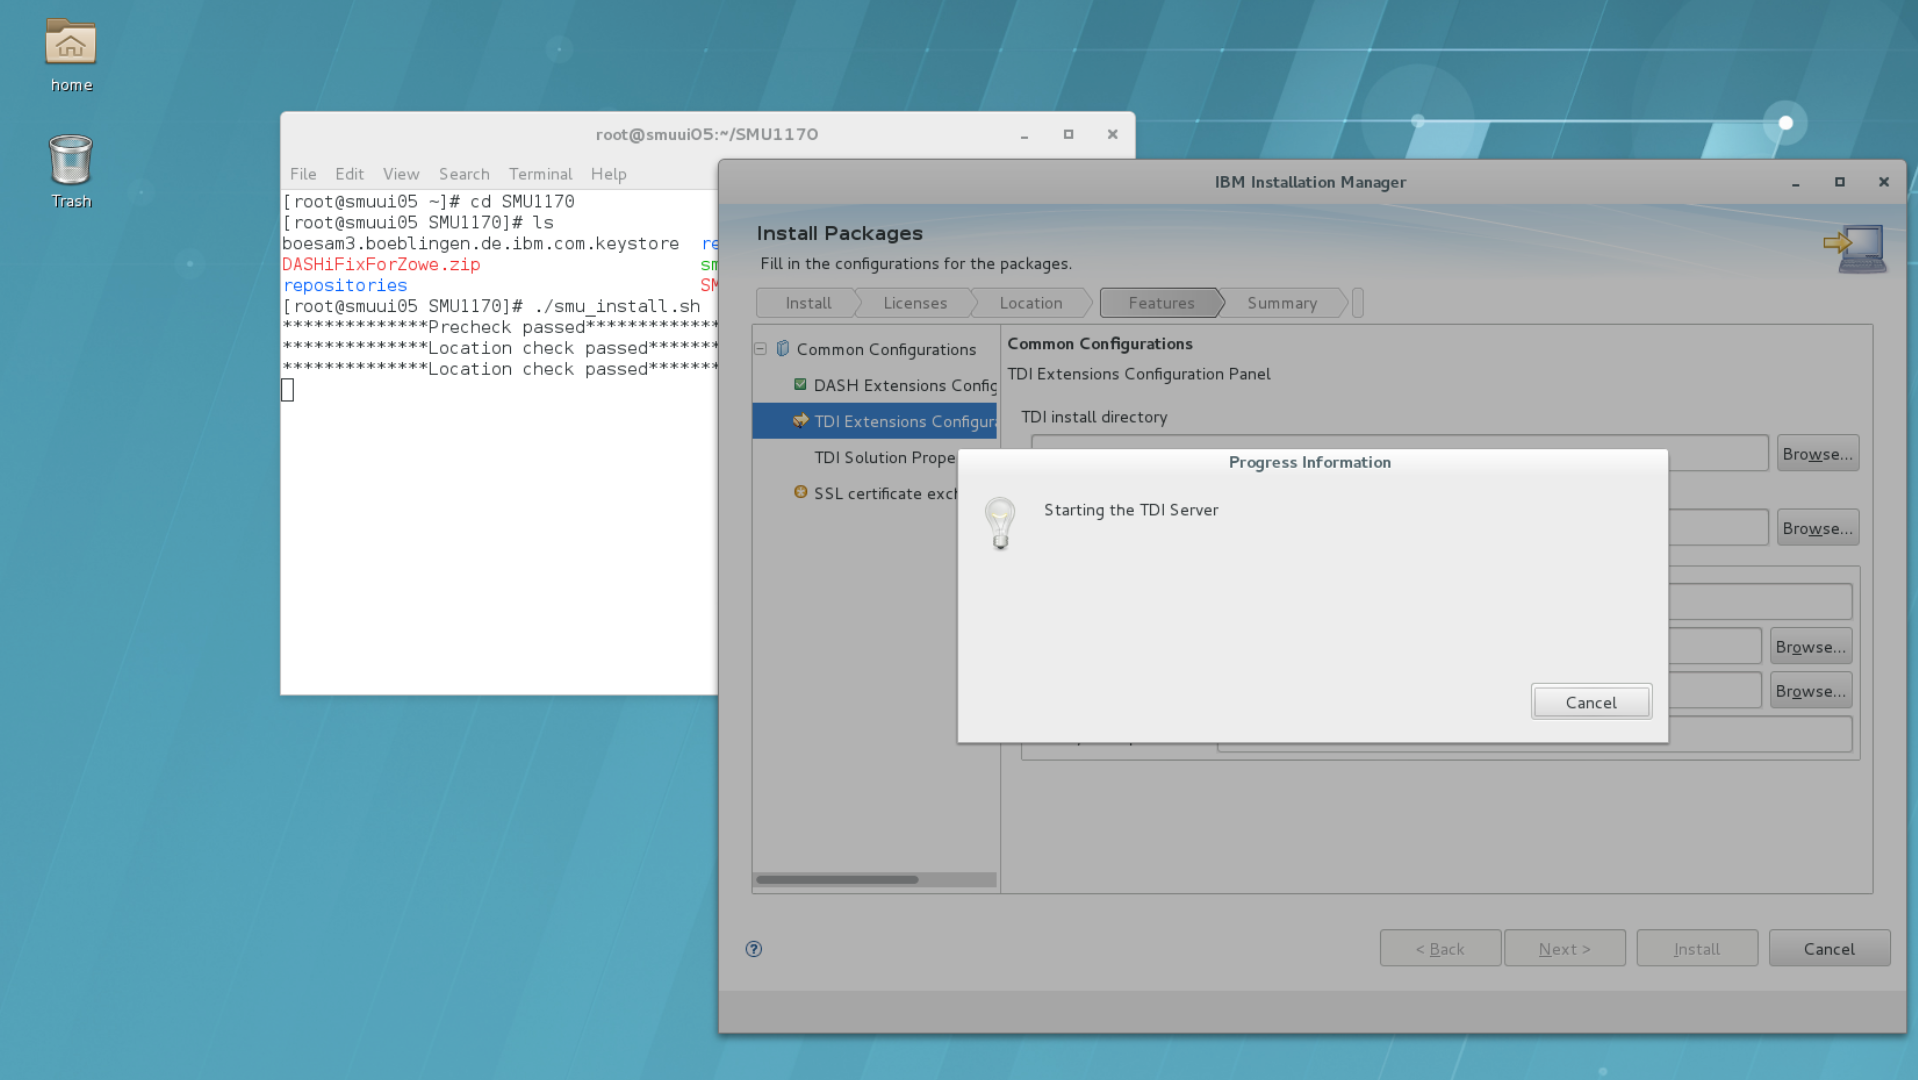 home
Trash
root@smuui05:~/SMU1170
File Edit View Search Terminal Help
[root@smuui05 ~]# cd SMU1170
[root@smuui05 SMU1170]# ls
boesam3.boeblingen.de.ibm.com.keystore re
DASHiFixForZowe.zip sm
repositories SM
[root@smuui05 SMU1170]# ./smu_install.sh
**************Precheck passed*************
**************Location check passed*******
**************Location check passed*******
IBM Installation Manager
Install Packages
Fill in the configurations for the packages.
Install Licenses Location Features Summary
Common Configurations
DASH Extensions Config
TDI Extensions Configura
TDI Solution Prope
SSL certificate exch
Common Configurations
TDI Extensions Configuration Panel
TDI install directory
Browse...
Browse...
Browse...
Browse...
Progress Information
Starting the TDI Server
Cancel
< Back Next > Install Cancel